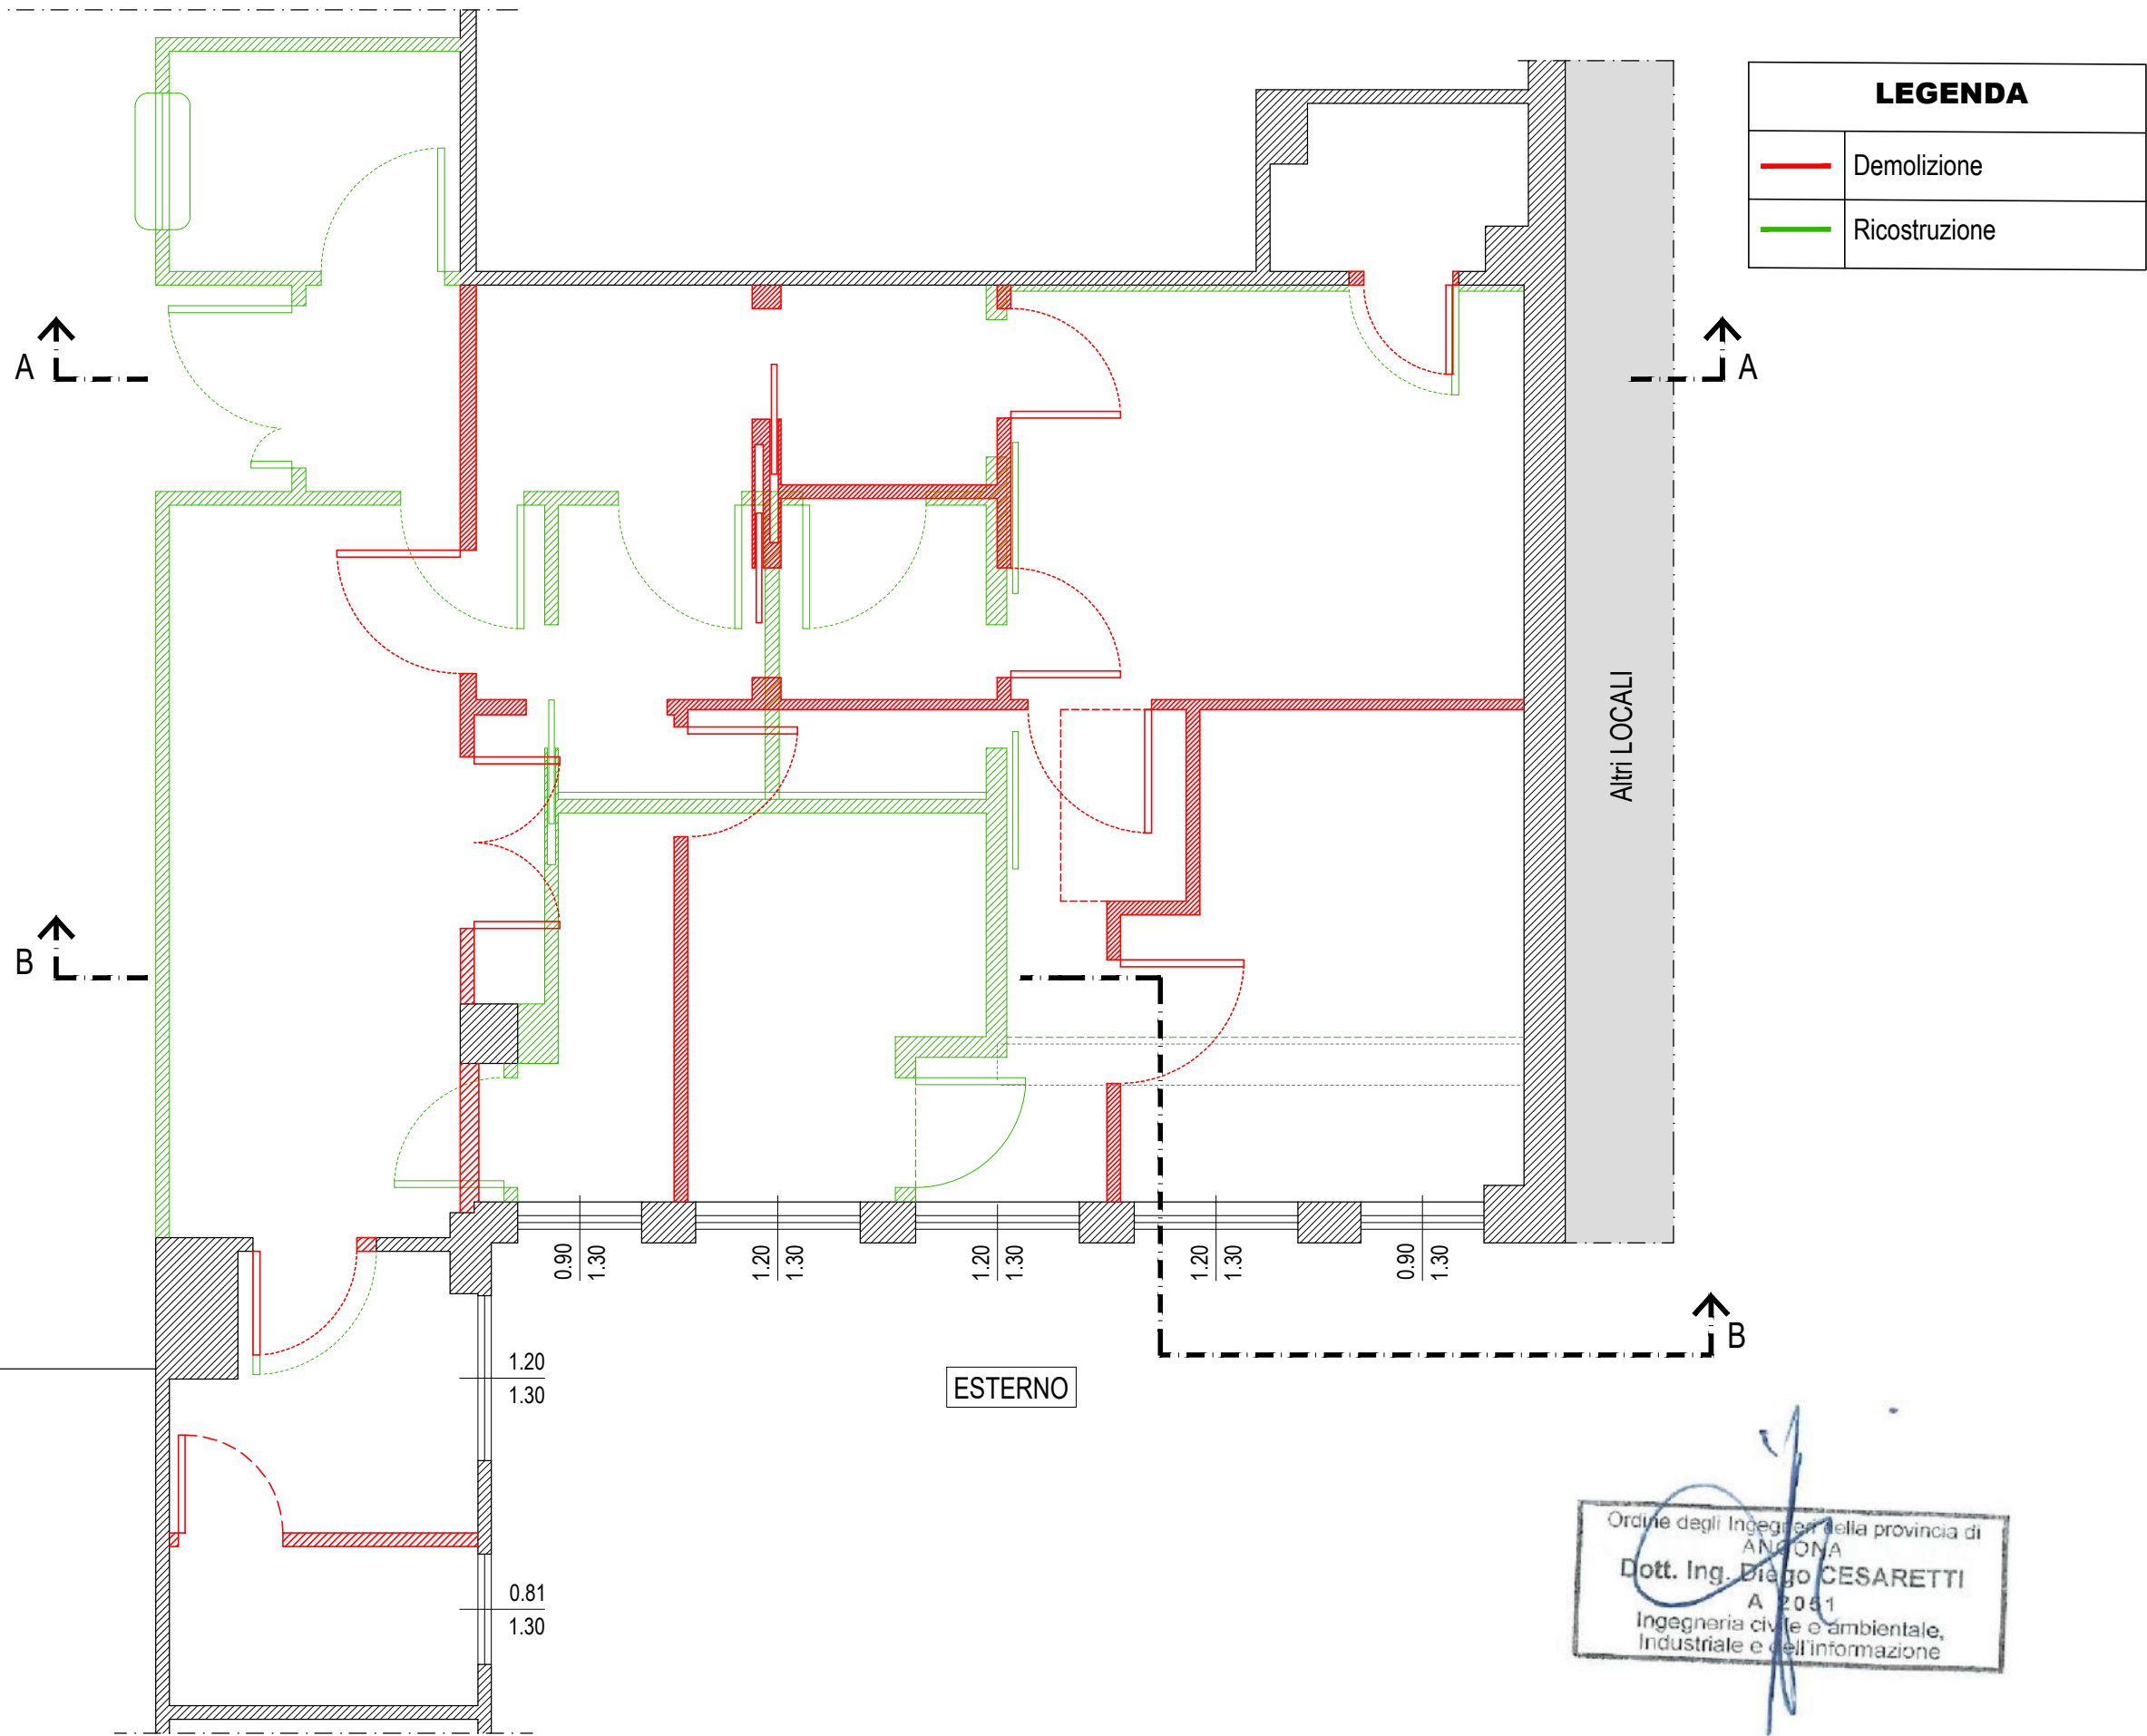 LEGENDA
Demolizione
Ricostruzione
A
A
Altri LOCALI
B
0.90
1.30
1.20
1.30
1.20
1.30
1.20
1.30
0.90
1.30
B
1.20
1.30
ESTERNO
0.81
1.30
Ordine degli Ingegneri della provincia di
ANCONA
Dott. Ing. Diego CESARETTI
A 2051
Ingegneria civile e ambientale,
Industriale e dell'informazione